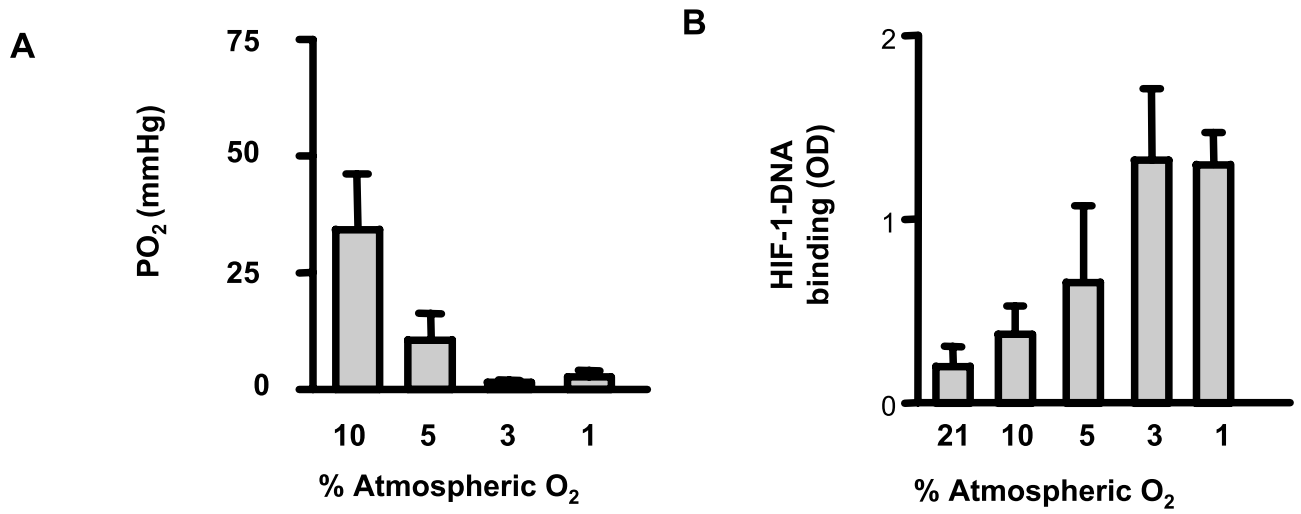 A
75
50
25
0
PO2 (mmHg)
10 5 3 1
% Atmospheric O2
B
2
1
0
HIF-1-DNA
binding (OD)
21 10 5 3 1
% Atmospheric O2